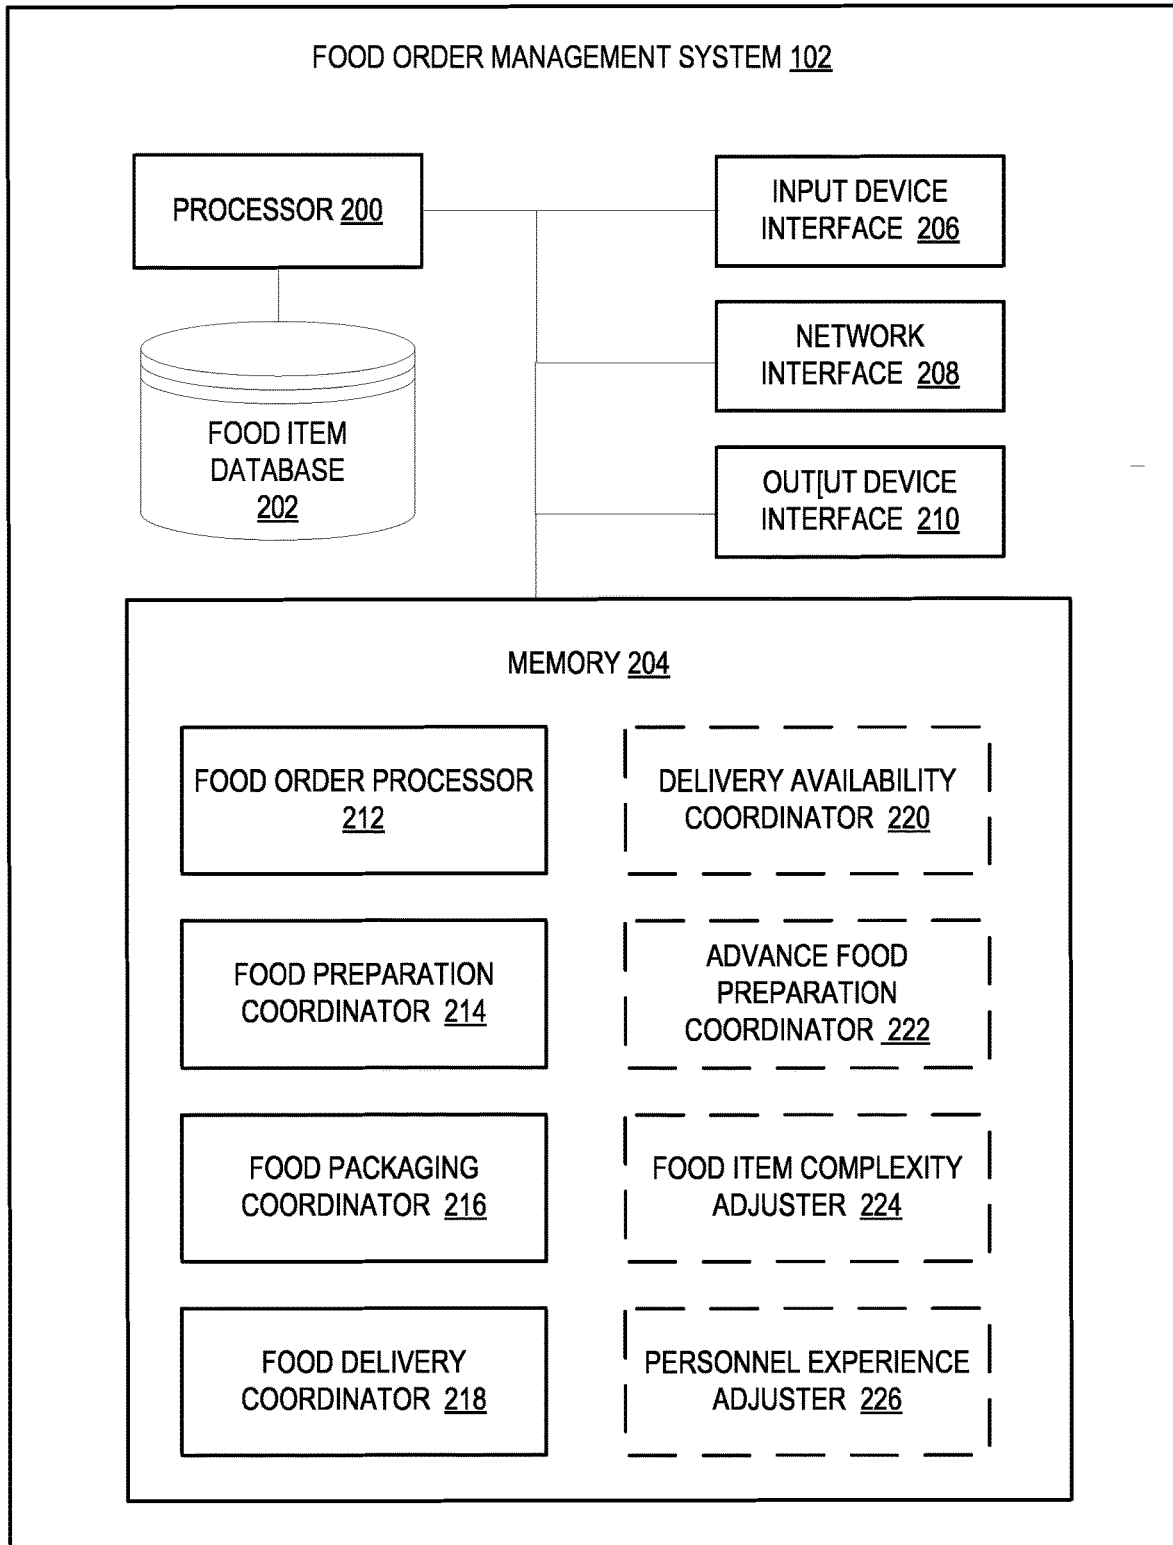 FOOD ORDER MANAGEMENT SYSTEM 102
PROCESSOR 200
INPUT DEVICE
INTERFACE 206
NETWORK
INTERFACE 208
FOOD ITEM
DATABASE
202
OUT[UT DEVICE
INTERFACE 210
MEMORY 204
FOOD ORDER PROCESSOR
212
DELIVERY AVAILABILITY
COORDINATOR 220
FOOD PREPARATION
COORDINATOR 214
ADVANCE FOOD
PREPARATION
COORDINATOR 222
FOOD PACKAGING
COORDINATOR 216
FOOD ITEM COMPLEXITY
ADJUSTER 224
FOOD DELIVERY
COORDINATOR 218
PERSONNEL EXPERIENCE
ADJUSTER 226